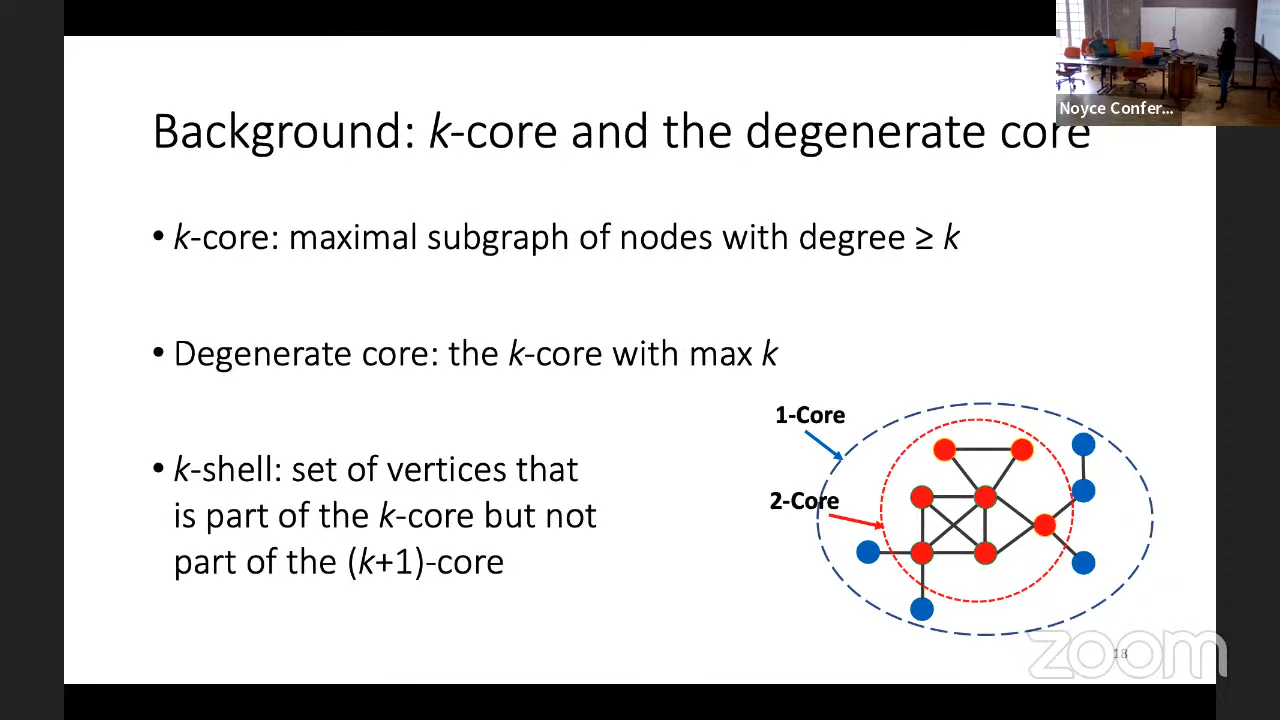 Noyce Confer...
Background: k-core and the degenerate core
• k-core: maximal subgraph of nodes with degree ≥ k
• Degenerate core: the k-core with max k
• k-shell: set of vertices that
is part of the k-core but not
part of the (k+1)-core
1-Core
2-Core
zoom
18